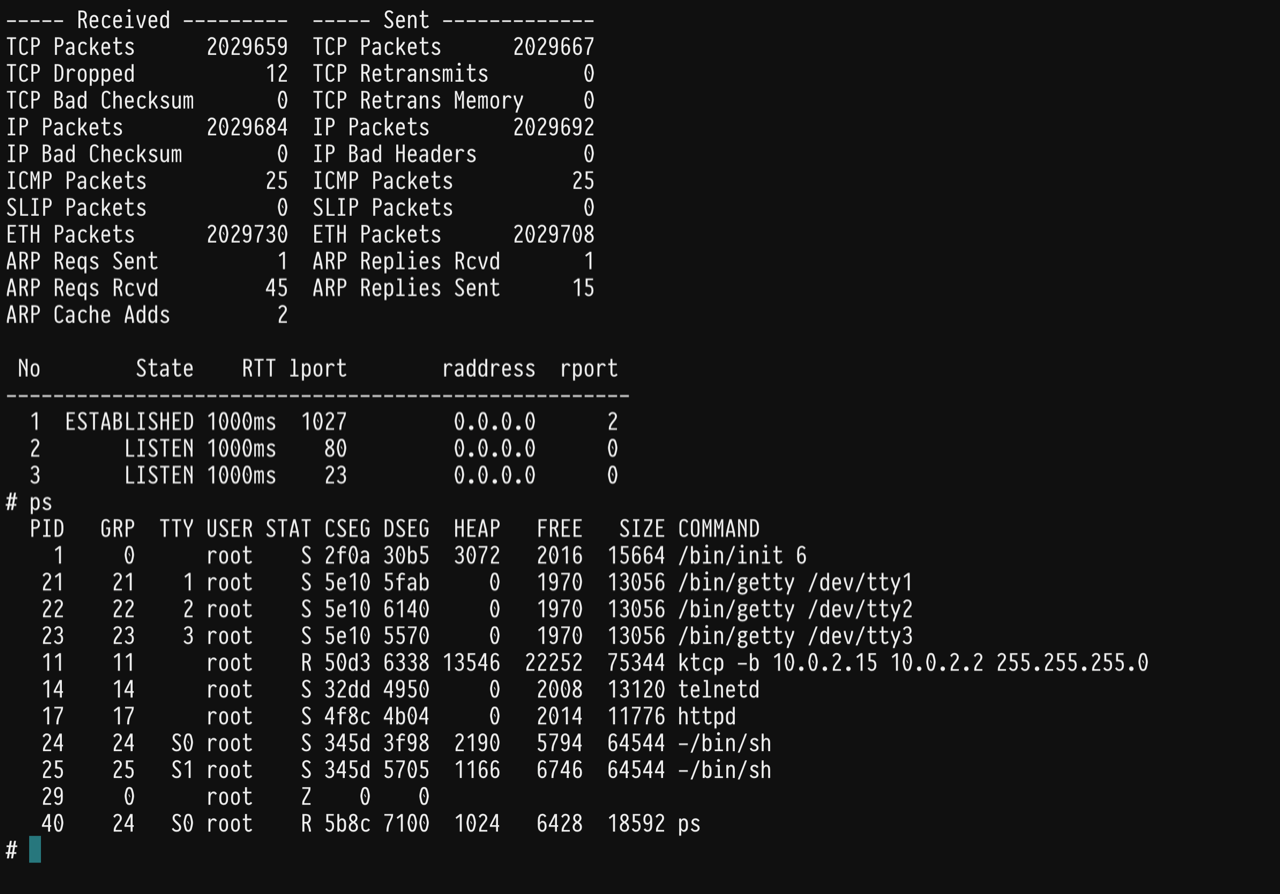 ----- Received ---------  ----- Sent -------------
TCP Packets      2029659  TCP Packets      2029667
TCP Dropped           12  TCP Retransmits        0
TCP Bad Checksum       0  TCP Retrans Memory     0
IP Packets       2029684  IP Packets       2029692
IP Bad Checksum        0  IP Bad Headers         0
ICMP Packets          25  ICMP Packets          25
SLIP Packets           0  SLIP Packets           0
ETH Packets      2029730  ETH Packets      2029708
ARP Reqs Sent          1  ARP Replies Rcvd       1
ARP Reqs Rcvd         45  ARP Replies Sent      15
ARP Cache Adds         2

 No        State    RTT lport        raddress  rport
-----------------------------------------------------
  1  ESTABLISHED 1000ms  1027         0.0.0.0      2
  2       LISTEN 1000ms    80         0.0.0.0      0
  3       LISTEN 1000ms    23         0.0.0.0      0
# ps
  PID   GRP  TTY USER STAT CSEG DSEG  HEAP   FREE   SIZE COMMAND
    1     0      root    S 2f0a 30b5  3072   2016  15664 /bin/init 6
   21    21    1 root    S 5e10 5fab     0   1970  13056 /bin/getty /dev/tty1
   22    22    2 root    S 5e10 6140     0   1970  13056 /bin/getty /dev/tty2
   23    23    3 root    S 5e10 5570     0   1970  13056 /bin/getty /dev/tty3
   11    11      root    R 50d3 6338 13546  22252  75344 ktcp -b 10.0.2.15 10.0.2.2 255.255.255.0
   14    14      root    S 32dd 4950     0   2008  13120 telnetd
   17    17      root    S 4f8c 4b04     0   2014  11776 httpd
   24    24   S0 root    S 345d 3f98  2190   5794  64544 -/bin/sh
   25    25   S1 root    S 345d 5705  1166   6746  64544 -/bin/sh
   29     0      root    Z    0    0
   40    24   S0 root    R 5b8c 7100  1024   6428  18592 ps
#